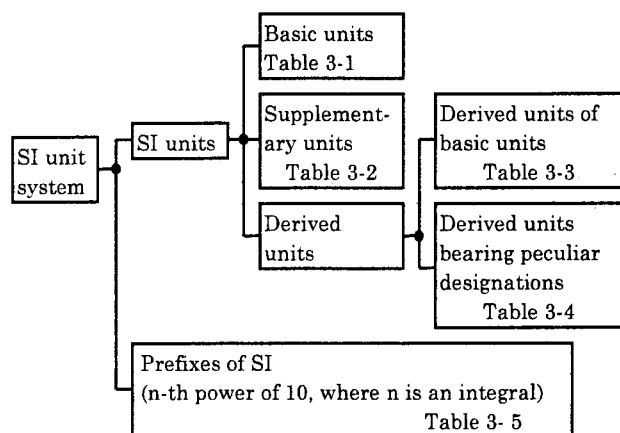 Basic units
Table 3-1
Supplement-
ary units
Table 3-2
Derived units of
basic units
Table 3-3
SI units
SI unit
system
Derived
units
Derived units
bearing peculiar
designations
Table 3-4
Prefixes of SI
(n-th power of 10, where n is an integral)
Table 3- 5